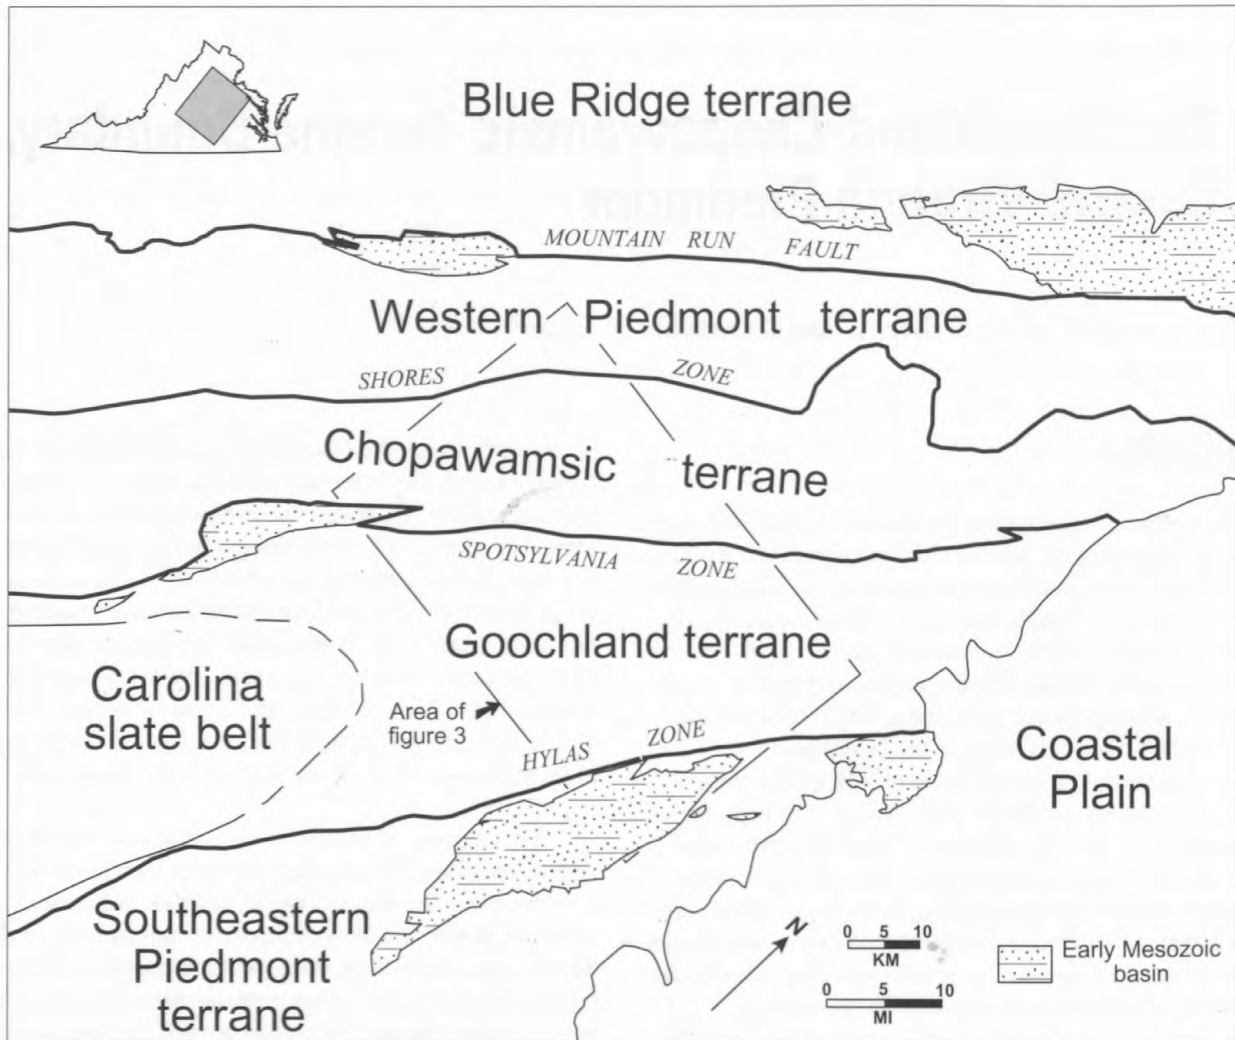 Blue Ridge terrane
MOUNTAIN RUN FAULT
Western Piedmont terrane
SHORES ZONE
Chopawamsic terrane
SPOTSYLVANIA ZONE
Goochland terrane
Carolina
slate belt
Area of
figure 3
HYLAS ZONE
Coastal
Plain
Southeastern
Piedmont
terrane
N
0 5 10
KM
0 5 10
MI
Early Mesozoic
basin